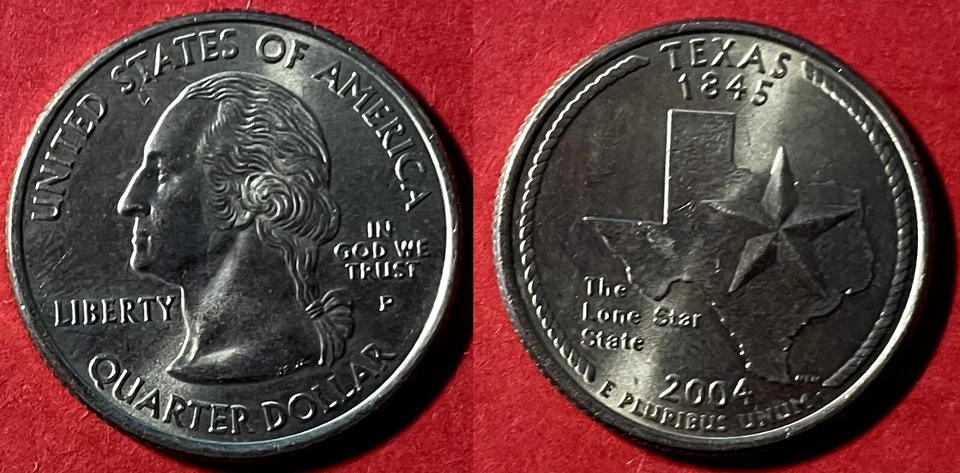 UNITED STATES OF AMERICA
IN
GOD WE
TRUST
P
LIBERTY
QUARTER DOLLAR
TEXAS
1845
The
Lone Star
State
2004
E PLURIBUS UNUM